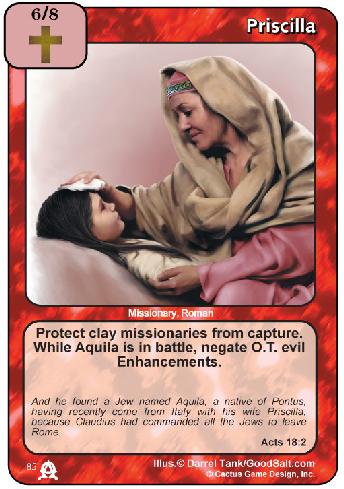 6/8
Priscilla
Missionary, Roman
Protect clay missionaries from capture.
While Aquila is in battle, negate O.T. evil
Enhancements.
And he found a Jew named Aquila, a native of Pontus,
having recently come from Italy with his wife Priscilla,
because Claudius had commanded all the Jews to leave
Rome.
Acts 18:2
85
Illus.© Darrel Tank/GoodSalt.com
© Cactus Game Design, Inc.